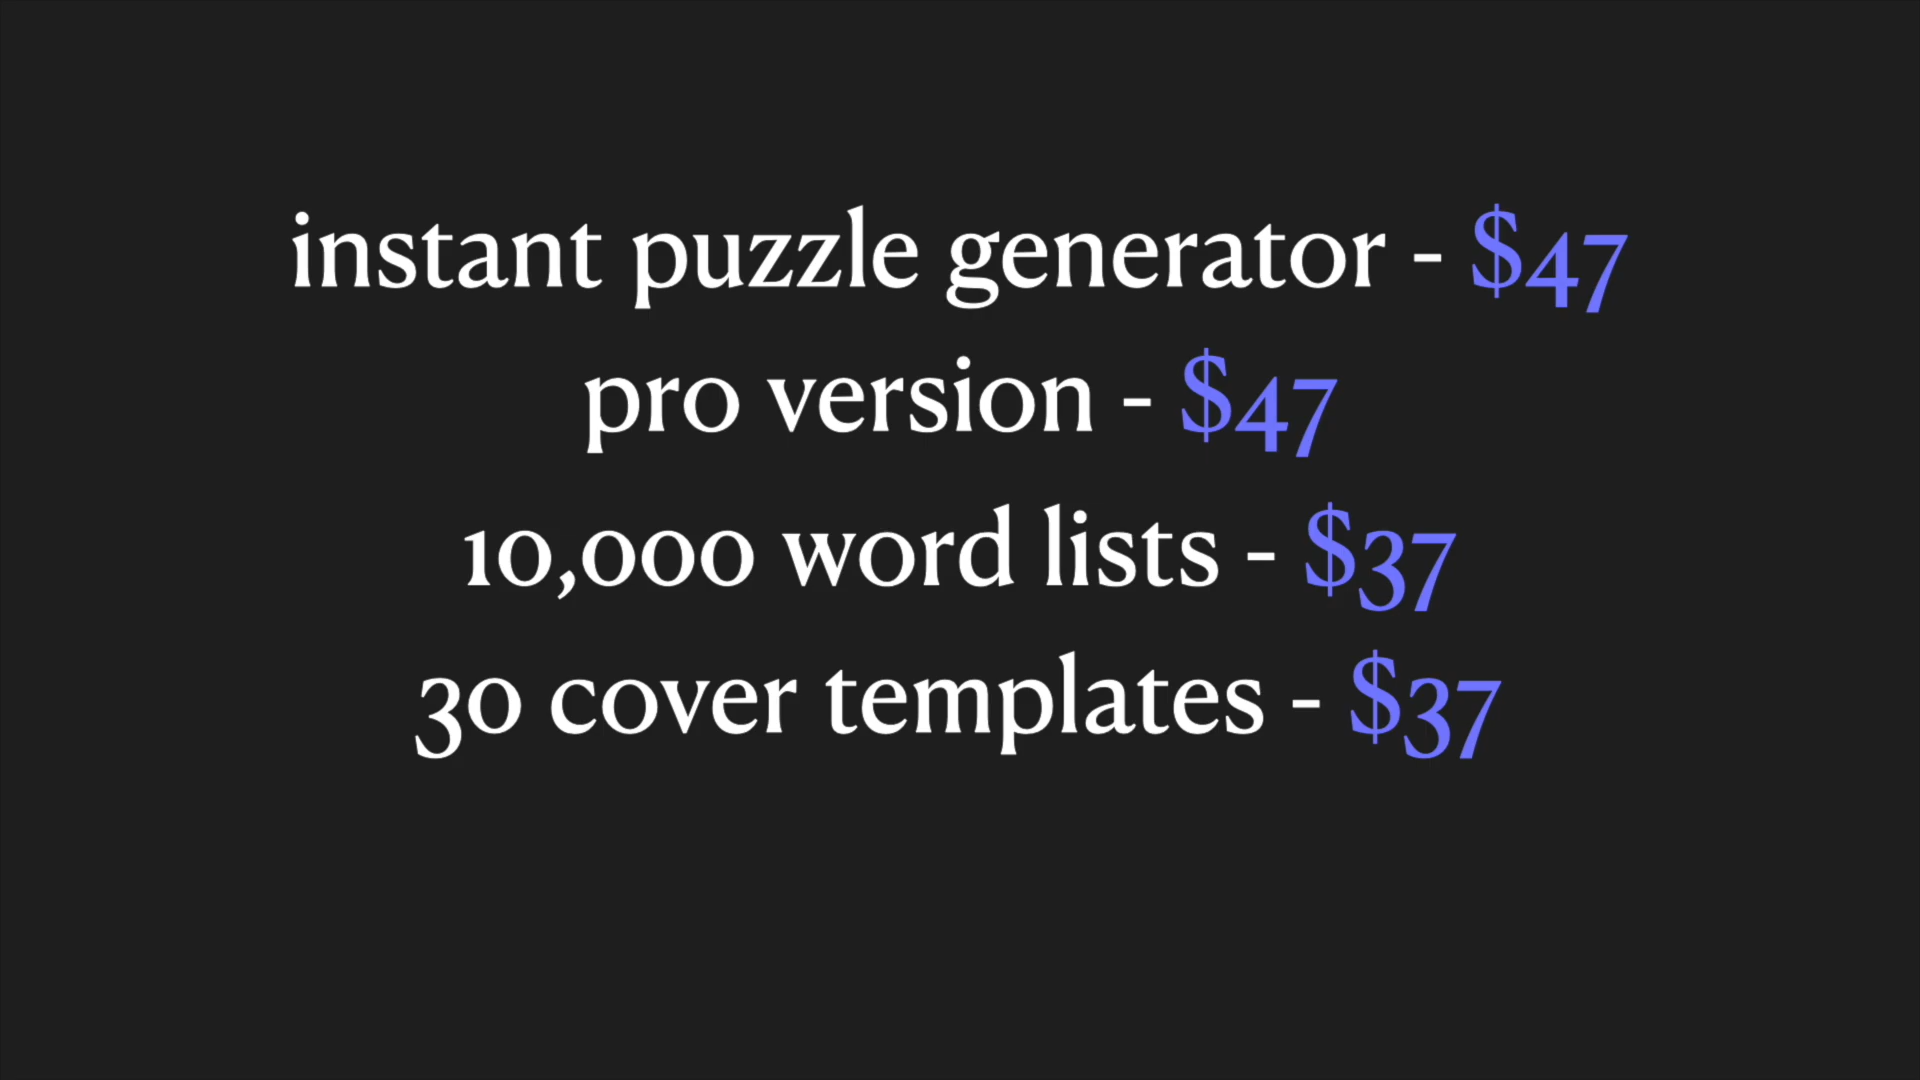 instant puzzle generator - $47
pro version - $47
10,000 word lists - $37
30 cover templates - $37